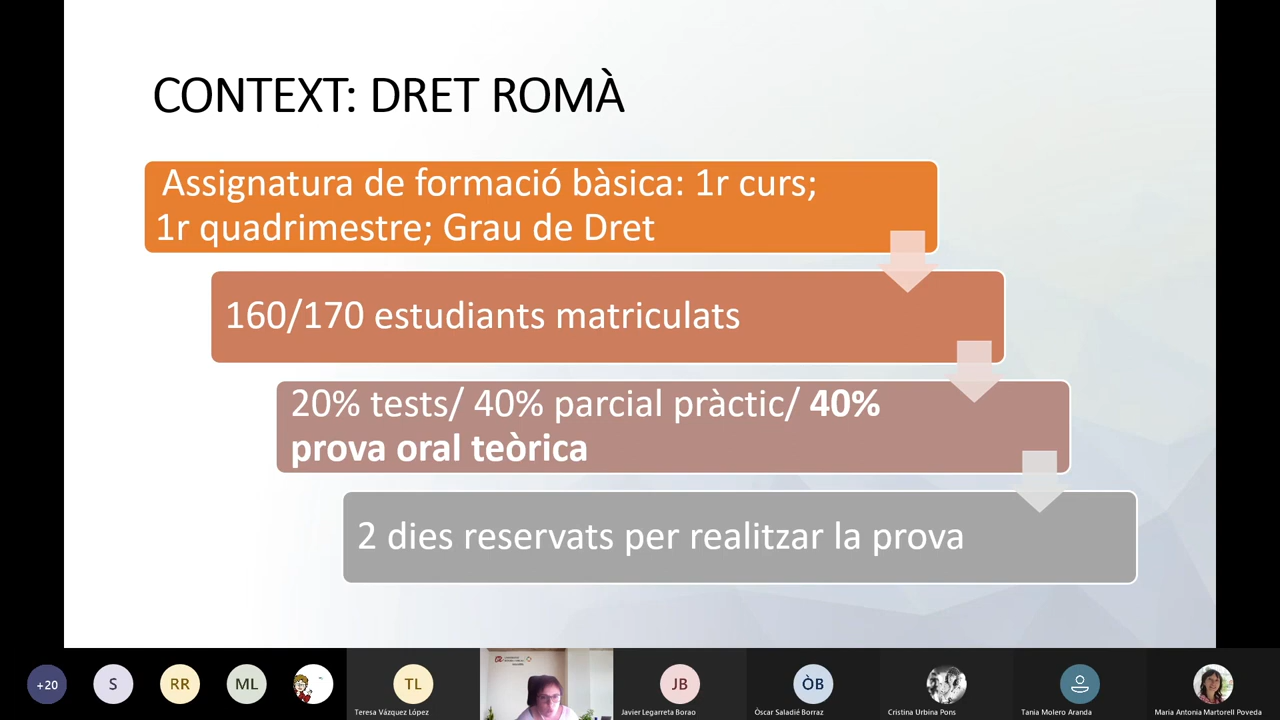 CONTEXT: DRET ROMÀ
Assignatura de formació bàsica: 1r curs;
1r quadrimestre; Grau de Dret
160/170 estudiants matriculats
20% tests/ 40% parcial pràctic/ 40%
prova oral teòrica
2 dies reservats per realitzar la prova
+20
S
RR
ML
TL
JB
ÒB
Teresa Vázquez López
Javier Legarreta Borao
Òscar Saladié Borraz
Cristina Urbina Pons
Tania Molero Aranda
Maria Antonia Martorell Poveda